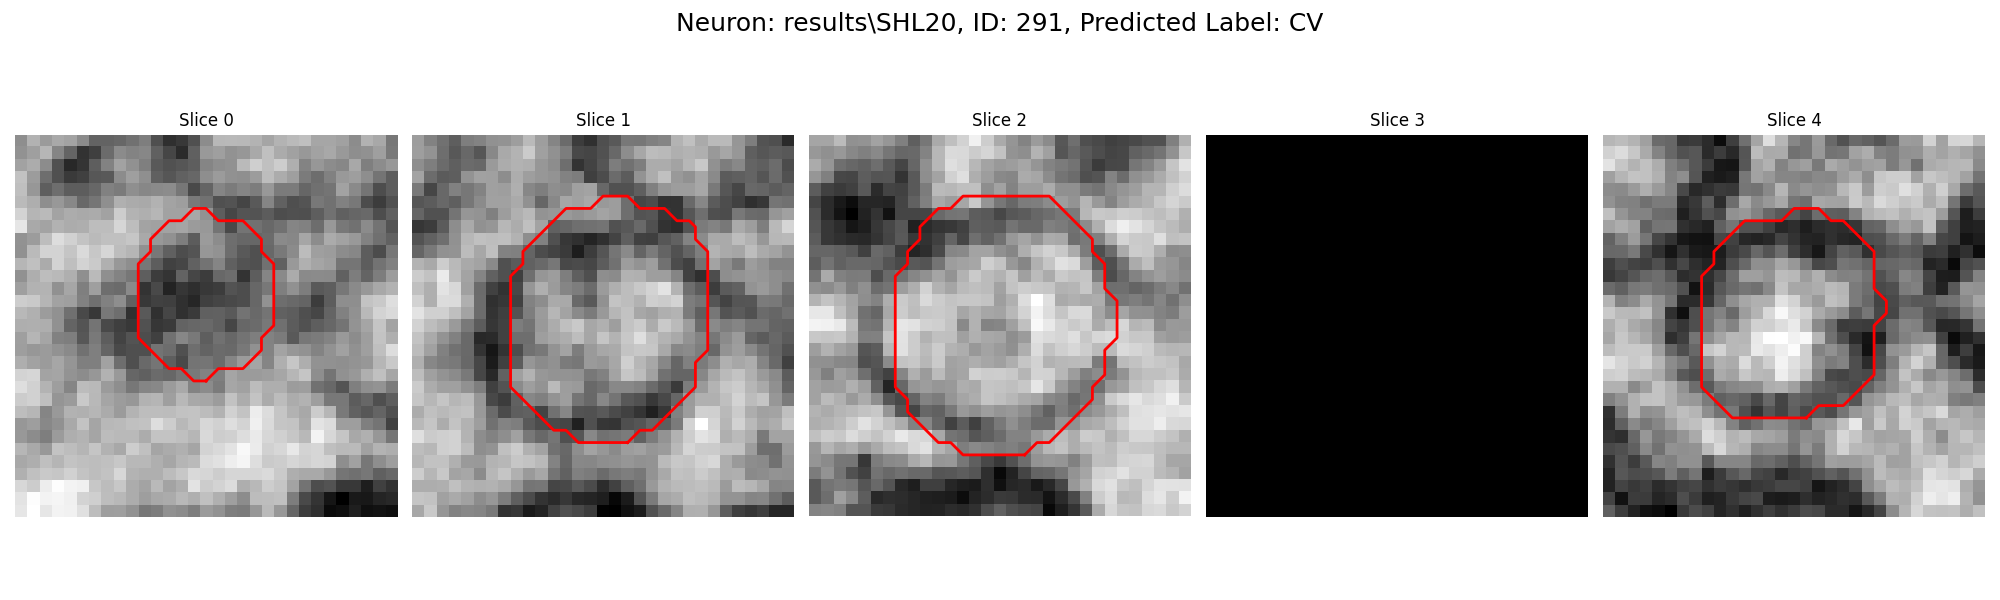 Neuron: results\SHL20, ID: 291, Predicted Label: CV
Slice 0
Slice 1
Slice 2
Slice 3
Slice 4